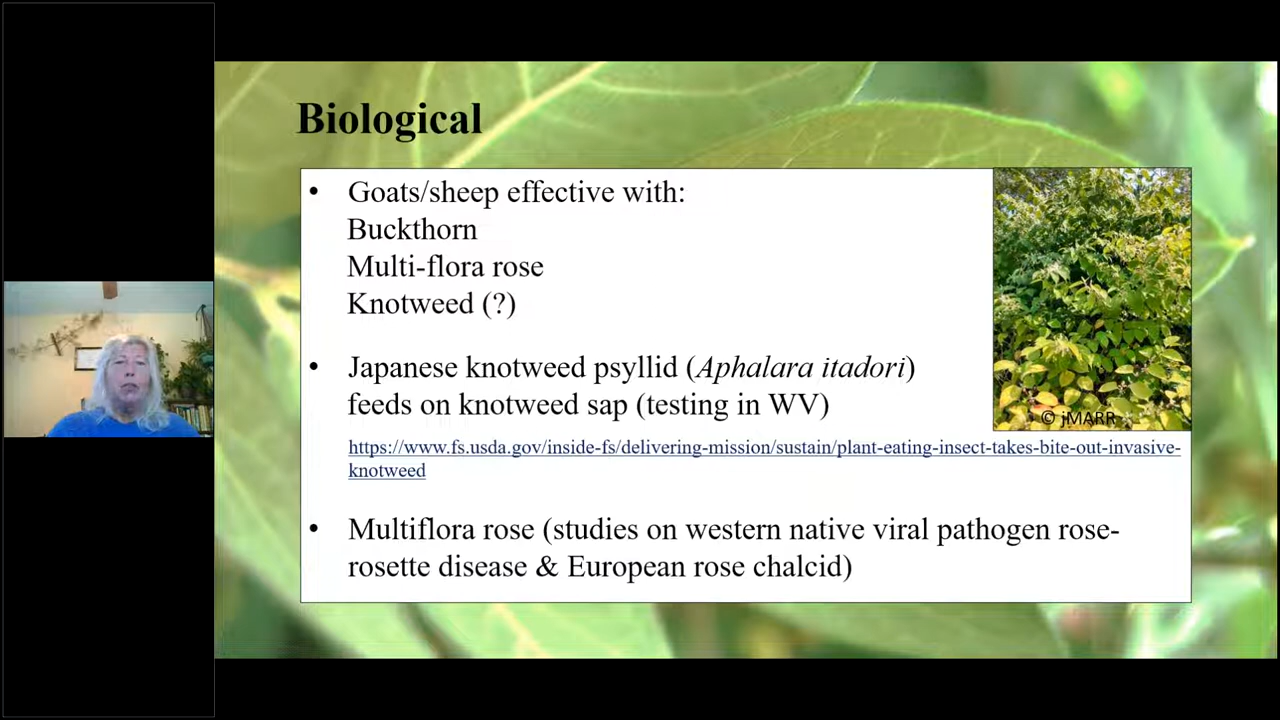 Biological
• Goats/sheep effective with:
Buckthorn
Multi-flora rose
Knotweed (?)
• Japanese knotweed psyllid (Aphalara itadori)
feeds on knotweed sap (testing in WV)
https://www.fs.usda.gov/inside-fs/delivering-mission/sustain/plant-eating-insect-takes-bite-out-invasive-
knotweed
• Multiflora rose (studies on western native viral pathogen rose-
rosette disease & European rose chalcid)
© jMARR